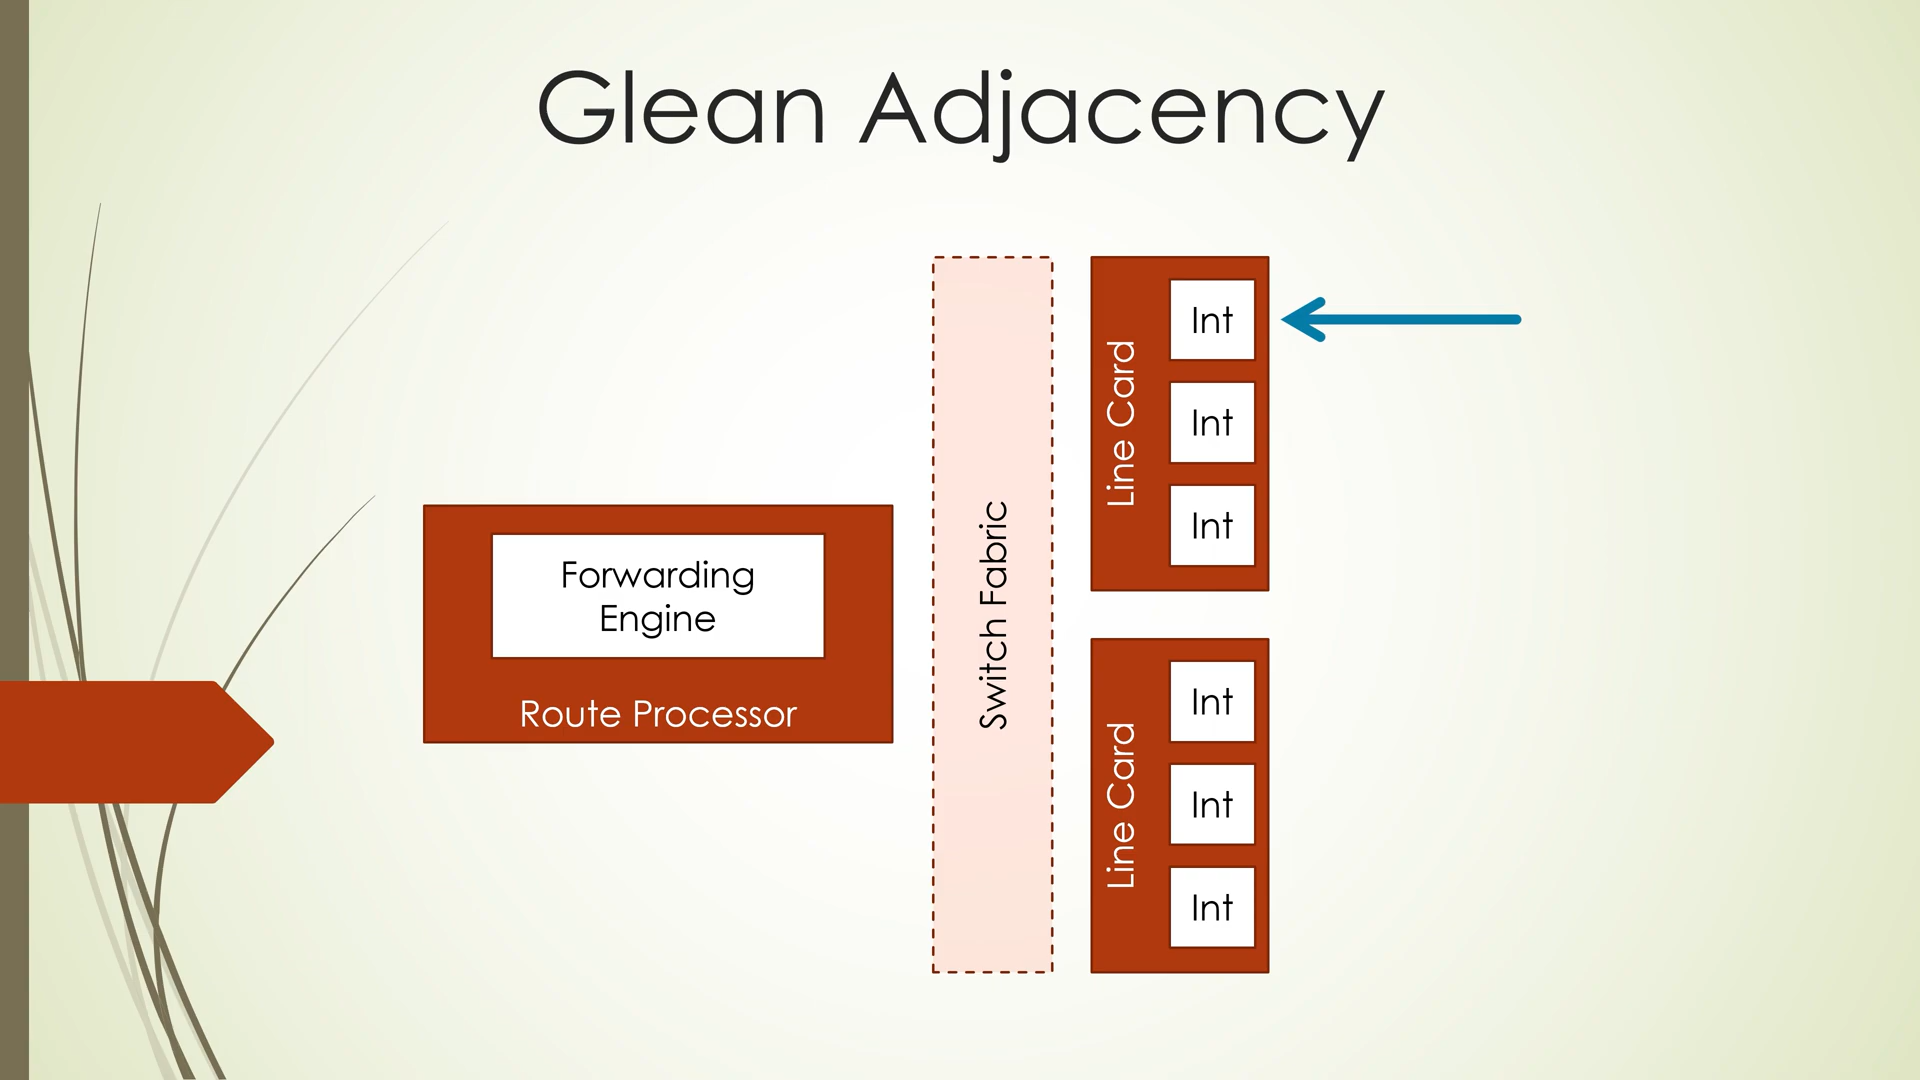 Glean Adjacency
Forwarding
Engine
Route Processor
Switch Fabric
Line Card
Int
Int
Int
Line Card
Int
Int
Int